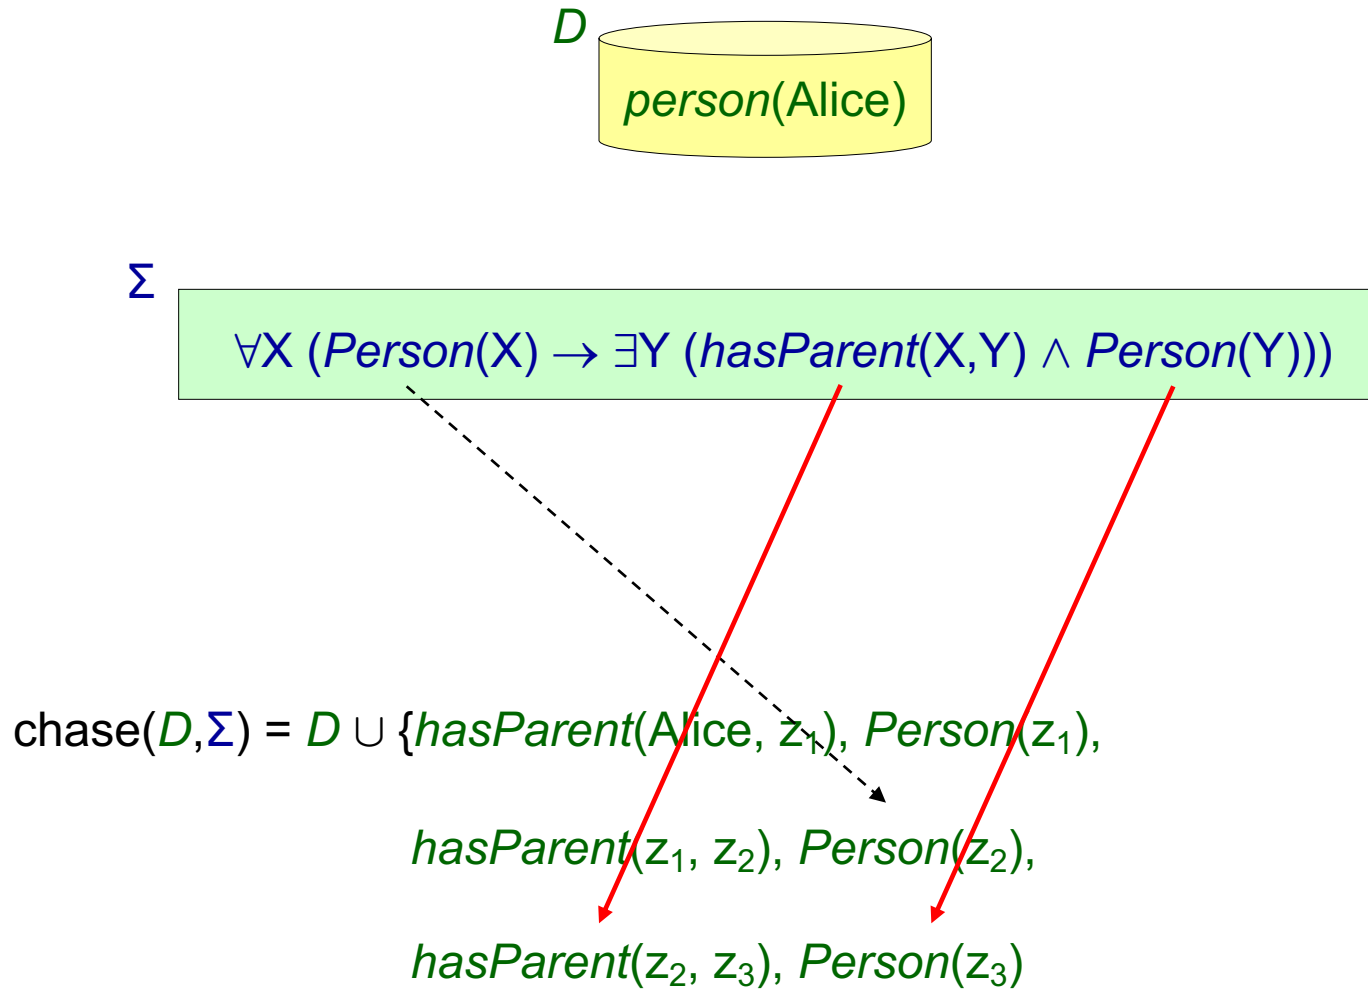 D
person(Alice)
Σ
∀X (Person(X) → ∃Y (hasParent(X,Y) ∧ Person(Y)))
chase(D,Σ) = D ∪ {hasParent(Alice, z₁), Person(z₁),
hasParent(z₁, z₂), Person(z₂),
hasParent(z₂, z₃), Person(z₃)